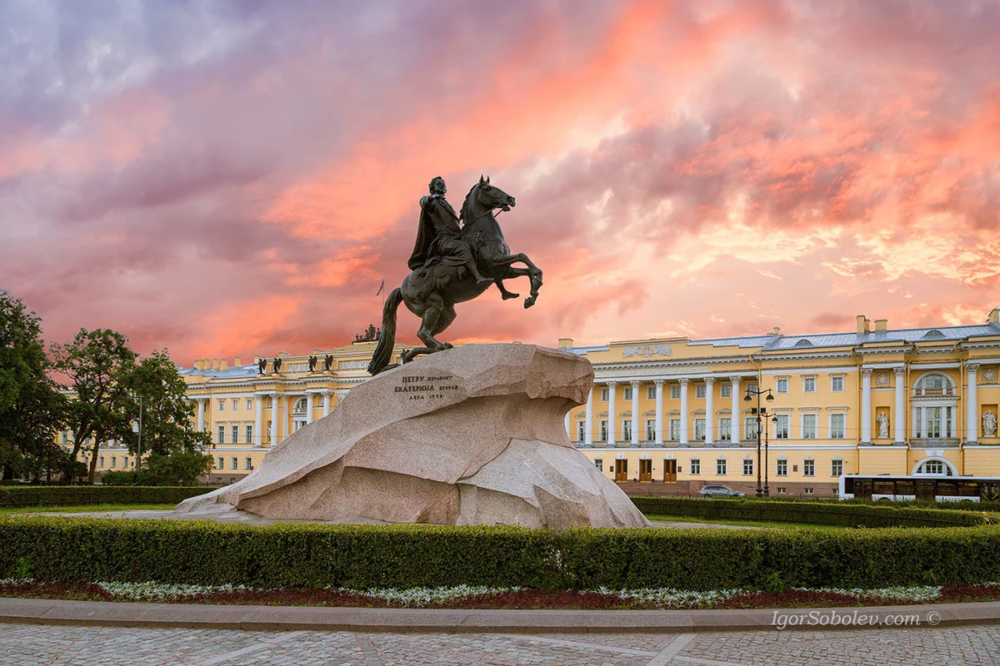 ПЕТРУ перьвому
ЕКАТЕРИНА вторая
ЛѢТА 1782
IgorSobolev.com ©